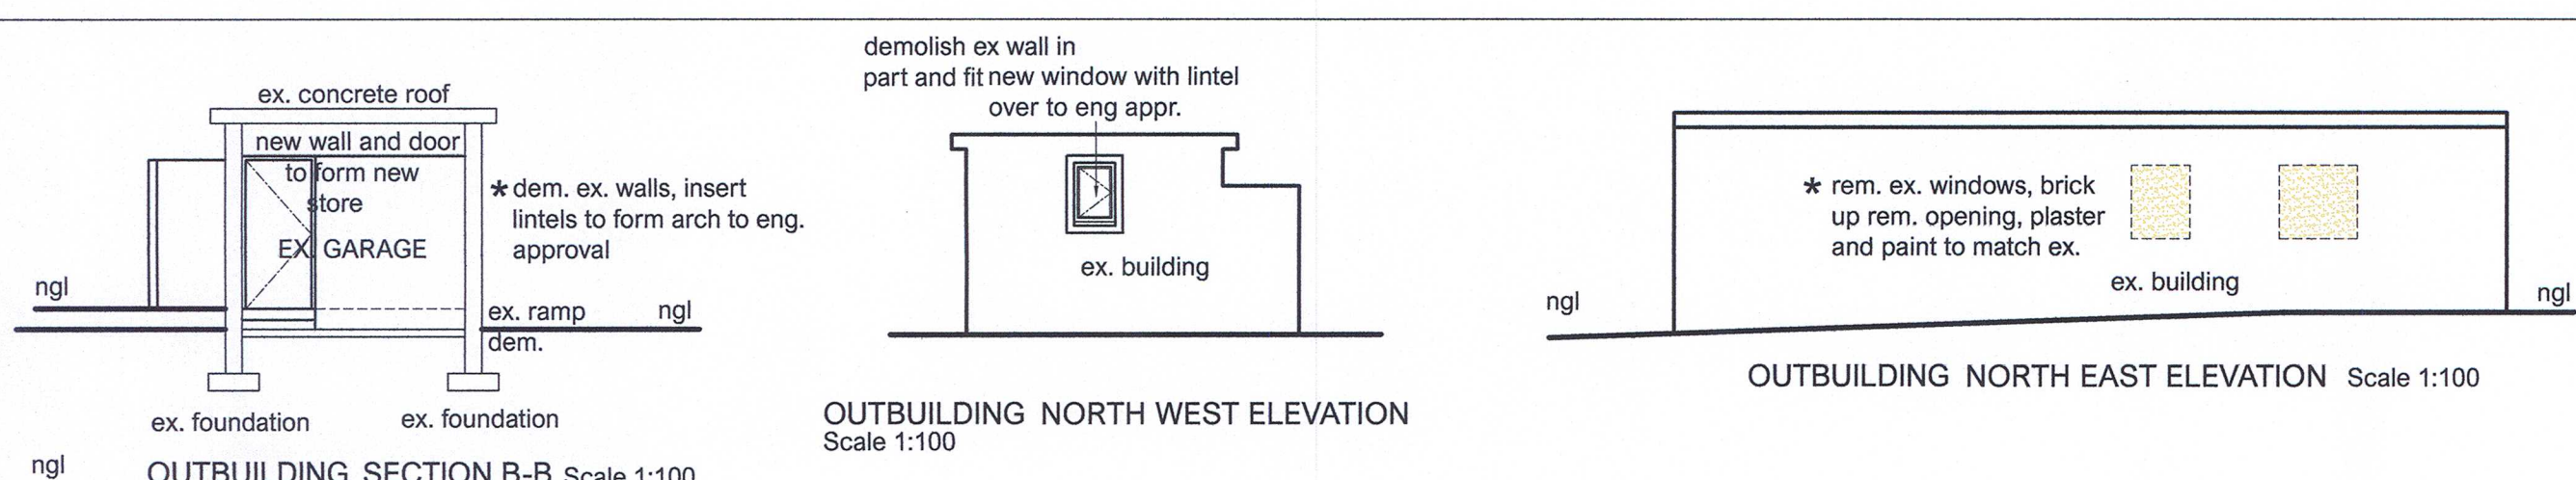 ex. concrete roof
new wall and door
to form new
store
EX. GARAGE
* dem. ex. walls, insert
lintels to form arch to eng.
approval
ngl
ex. ramp
ngl
dem.
ex. foundation
ex. foundation
ngl
OUTBUILDING SECTION B-B Scale 1:100
demolish ex wall in
part and fit new window with lintel
over to eng appr.
ex. building
OUTBUILDING NORTH WEST ELEVATION
Scale 1:100
* rem. ex. windows, brick
up rem. opening, plaster
and paint to match ex.
ex. building
ngl
ngl
OUTBUILDING NORTH EAST ELEVATION Scale 1:100